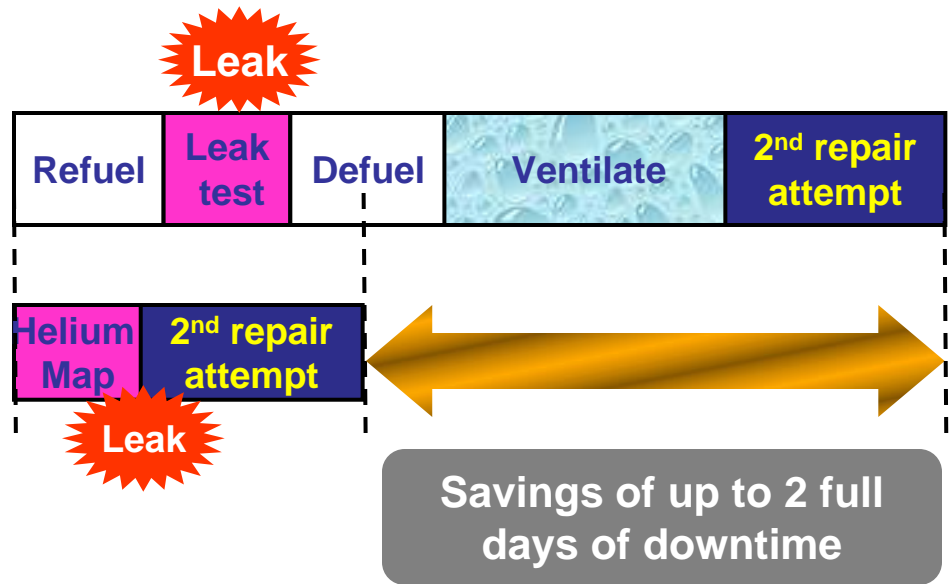 Leak
Refuel
Leak
test
Defuel
Ventilate
2nd repair
attempt
Helium
Map
2nd repair
attempt
Leak
Savings of up to 2 full
days of downtime